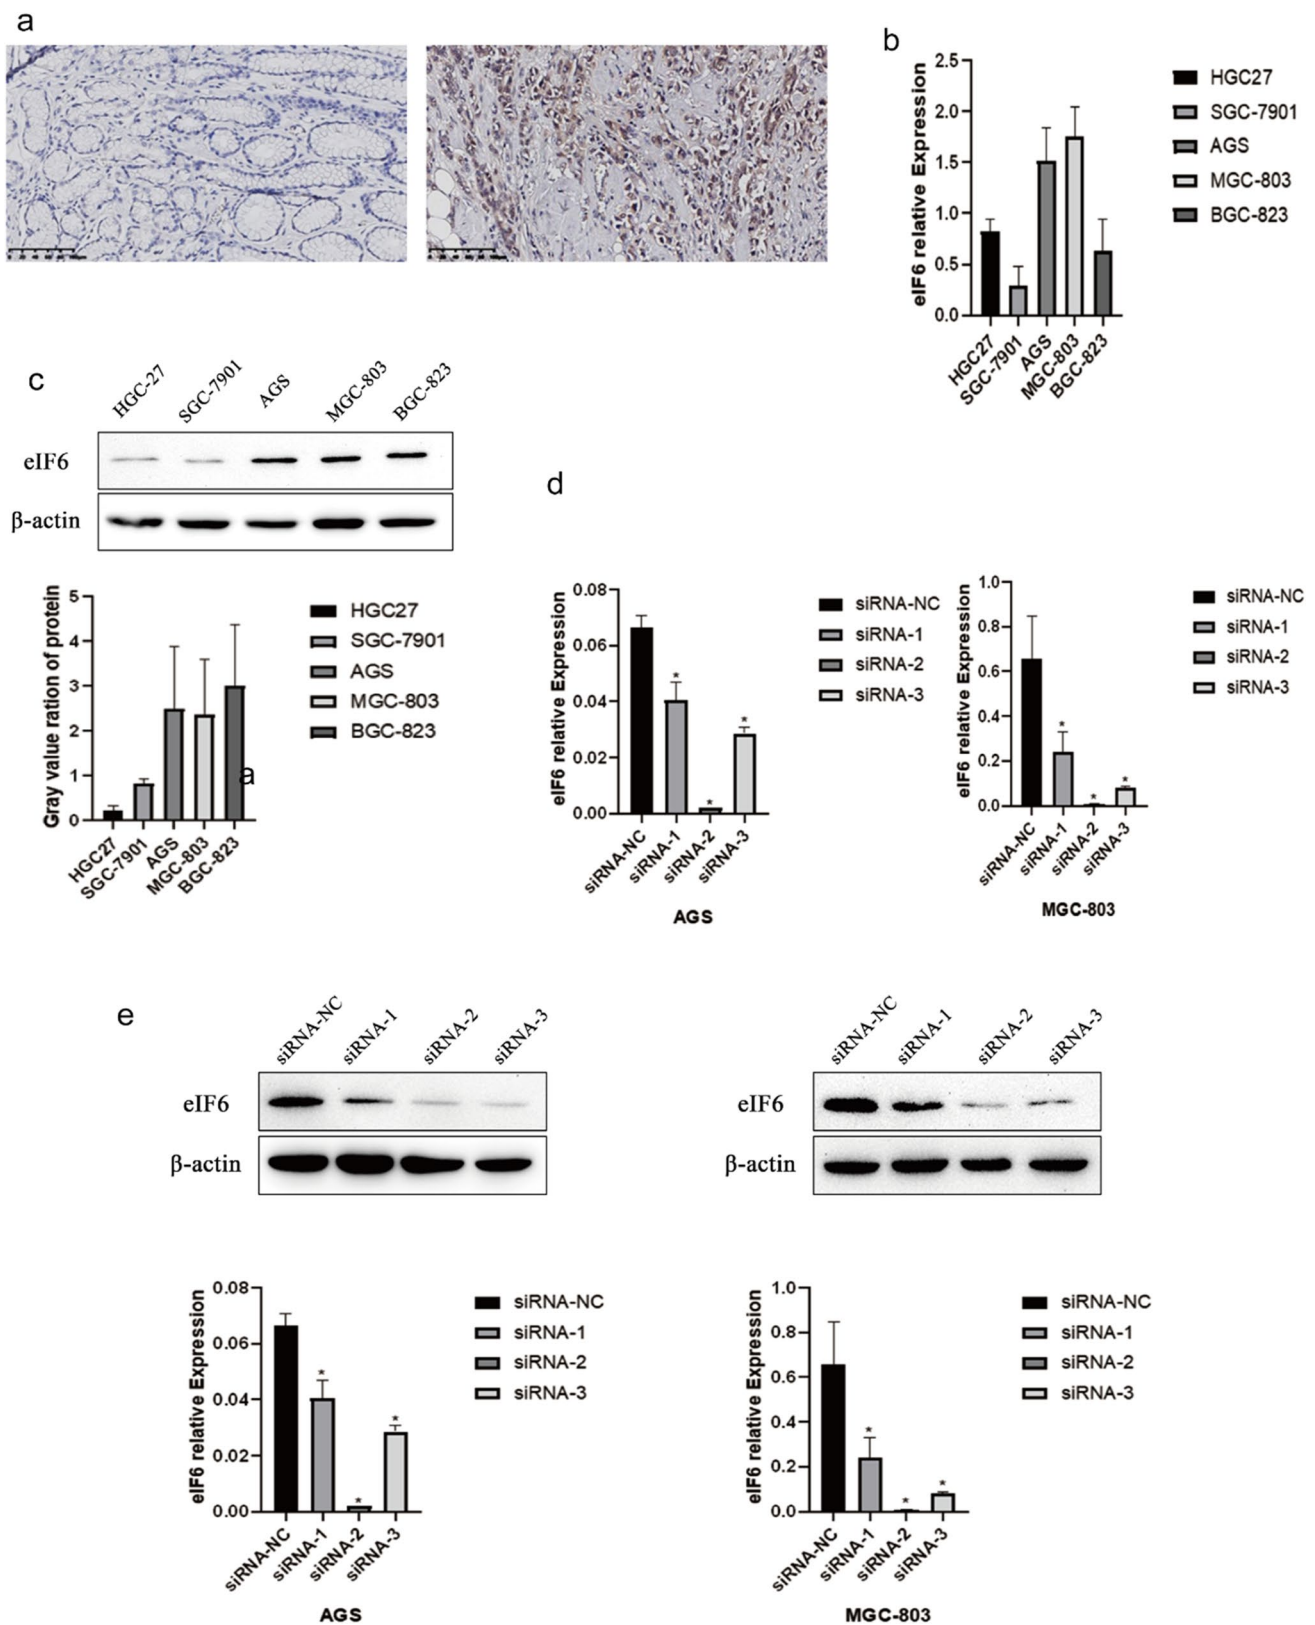 a
b
eIF6 relative Expression
2.5
2.0
1.5
1.0
0.5
0.0
HGC27
SGC-7901
AGS
MGC-803
BGC-823
HGC27
SGC-7901
AGS
MGC-803
BGC-823
c
HGC-27
SGC-7901
AGS
MGC-803
BGC-823
eIF6
β-actin
Gray value ration of protein
5
4
3
2
1
0
HGC27
SGC-7901
AGS
MGC-803
BGC-823
a
HGC27
SGC-7901
AGS
MGC-803
BGC-823
d
eIF6 relative Expression
0.08
0.06
0.04
0.02
0.00
*
*
*
siRNA-NC
siRNA-1
siRNA-2
siRNA-3
AGS
siRNA-NC
siRNA-1
siRNA-2
siRNA-3
eIF6 relative Expression
1.0
0.8
0.6
0.4
0.2
0.0
*
*
*
siRNA-NC
siRNA-1
siRNA-2
siRNA-3
MGC-803
siRNA-NC
siRNA-1
siRNA-2
siRNA-3
e
siRNA-NC
siRNA-1
siRNA-2
siRNA-3
eIF6
β-actin
siRNA-NC
siRNA-1
siRNA-2
siRNA-3
eIF6
β-actin
eIF6 relative Expression
0.08
0.06
0.04
0.02
0.00
*
*
*
siRNA-NC
siRNA-1
siRNA-2
siRNA-3
AGS
siRNA-NC
siRNA-1
siRNA-2
siRNA-3
eIF6 relative Expression
1.0
0.8
0.6
0.4
0.2
0.0
*
*
*
siRNA-NC
siRNA-1
siRNA-2
siRNA-3
MGC-803
siRNA-NC
siRNA-1
siRNA-2
siRNA-3